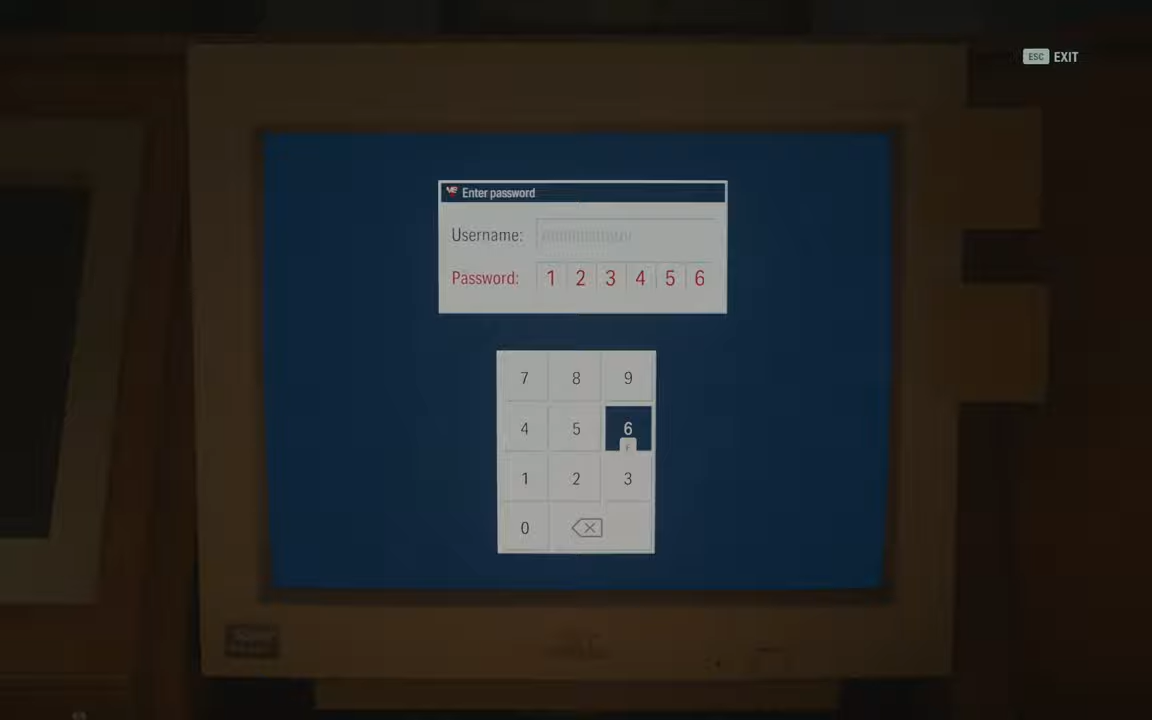 ESC EXIT
Enter password
Username:
Password: 1 2 3 4 5 6
7 8 9
4 5 6
F
1 2 3
0